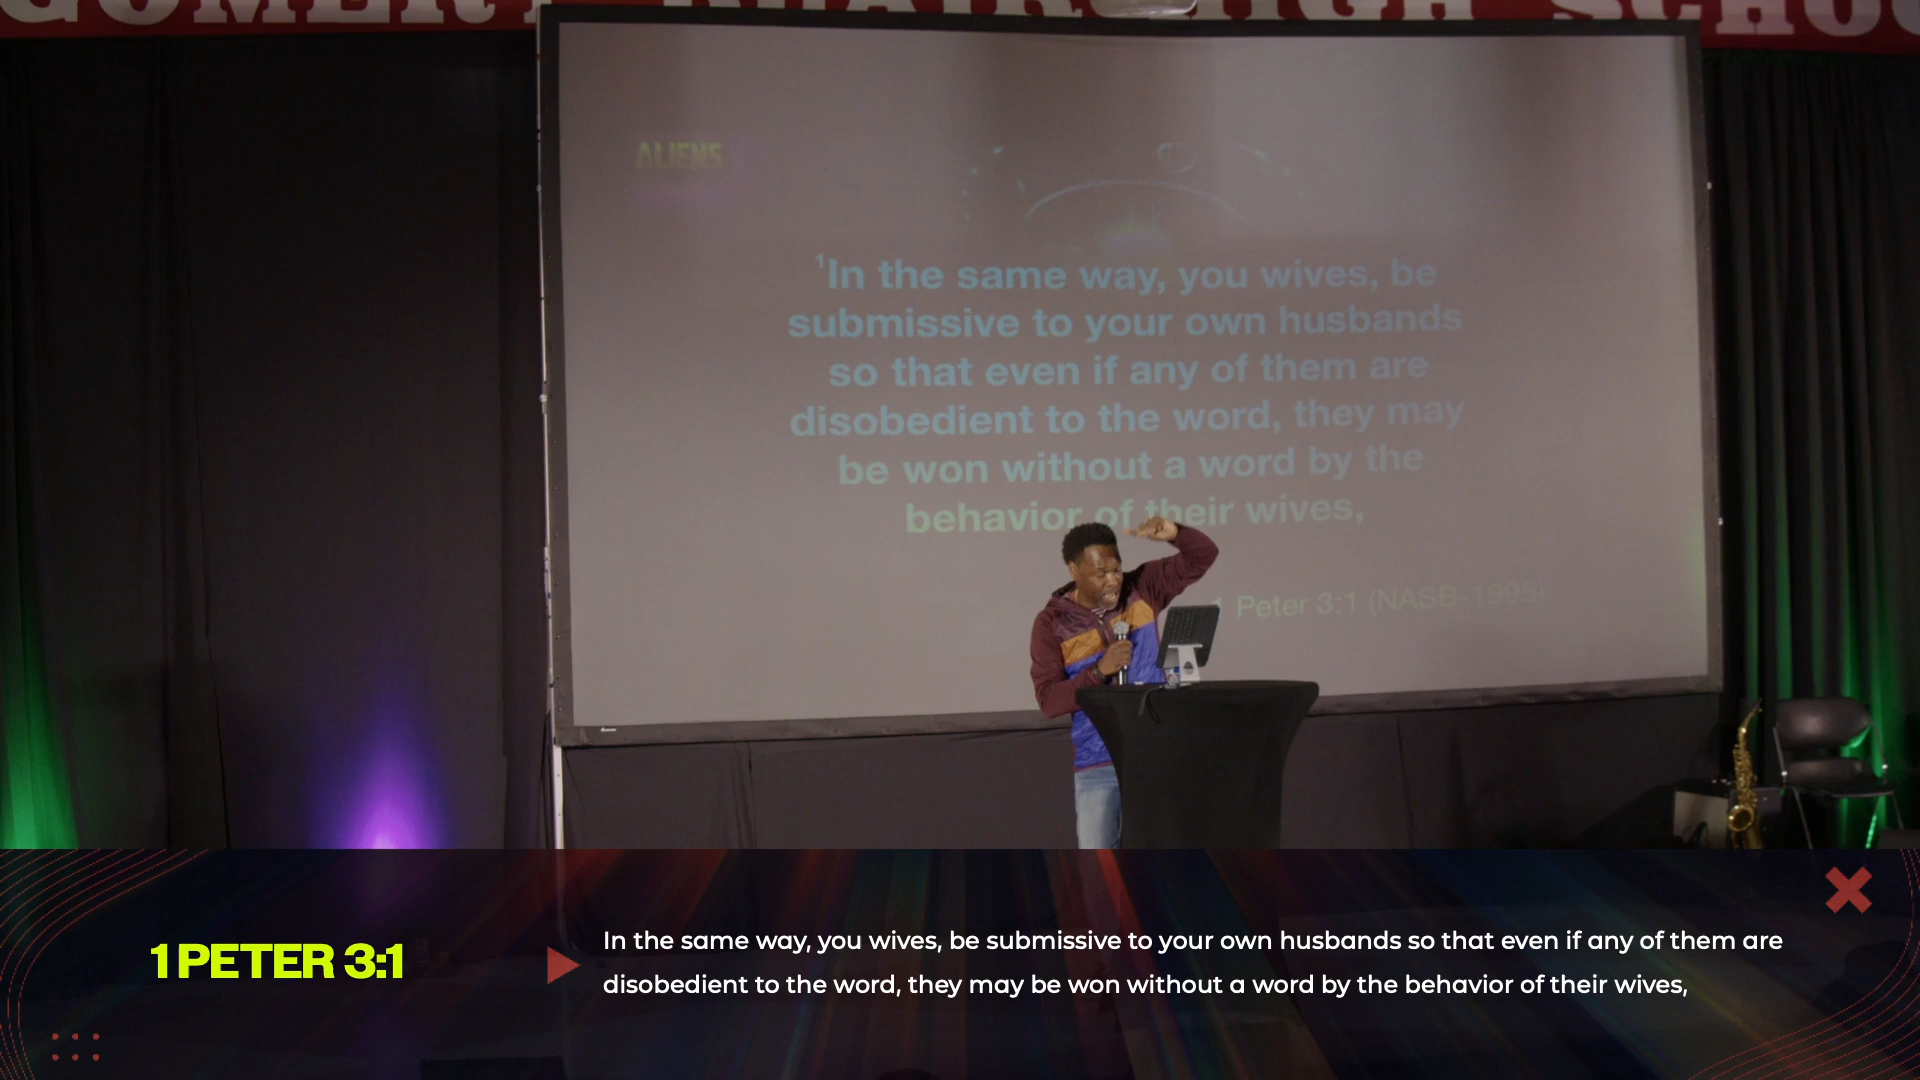 ALIENS
¹In the same way, you wives, be
submissive to your own husbands
so that even if any of them are
disobedient to the word, they may
be won without a word by the
behavior of their wives,
1 Peter 3:1 (NASB-1995)
1 PETER 3:1
In the same way, you wives, be submissive to your own husbands so that even if any of them are
disobedient to the word, they may be won without a word by the behavior of their wives,